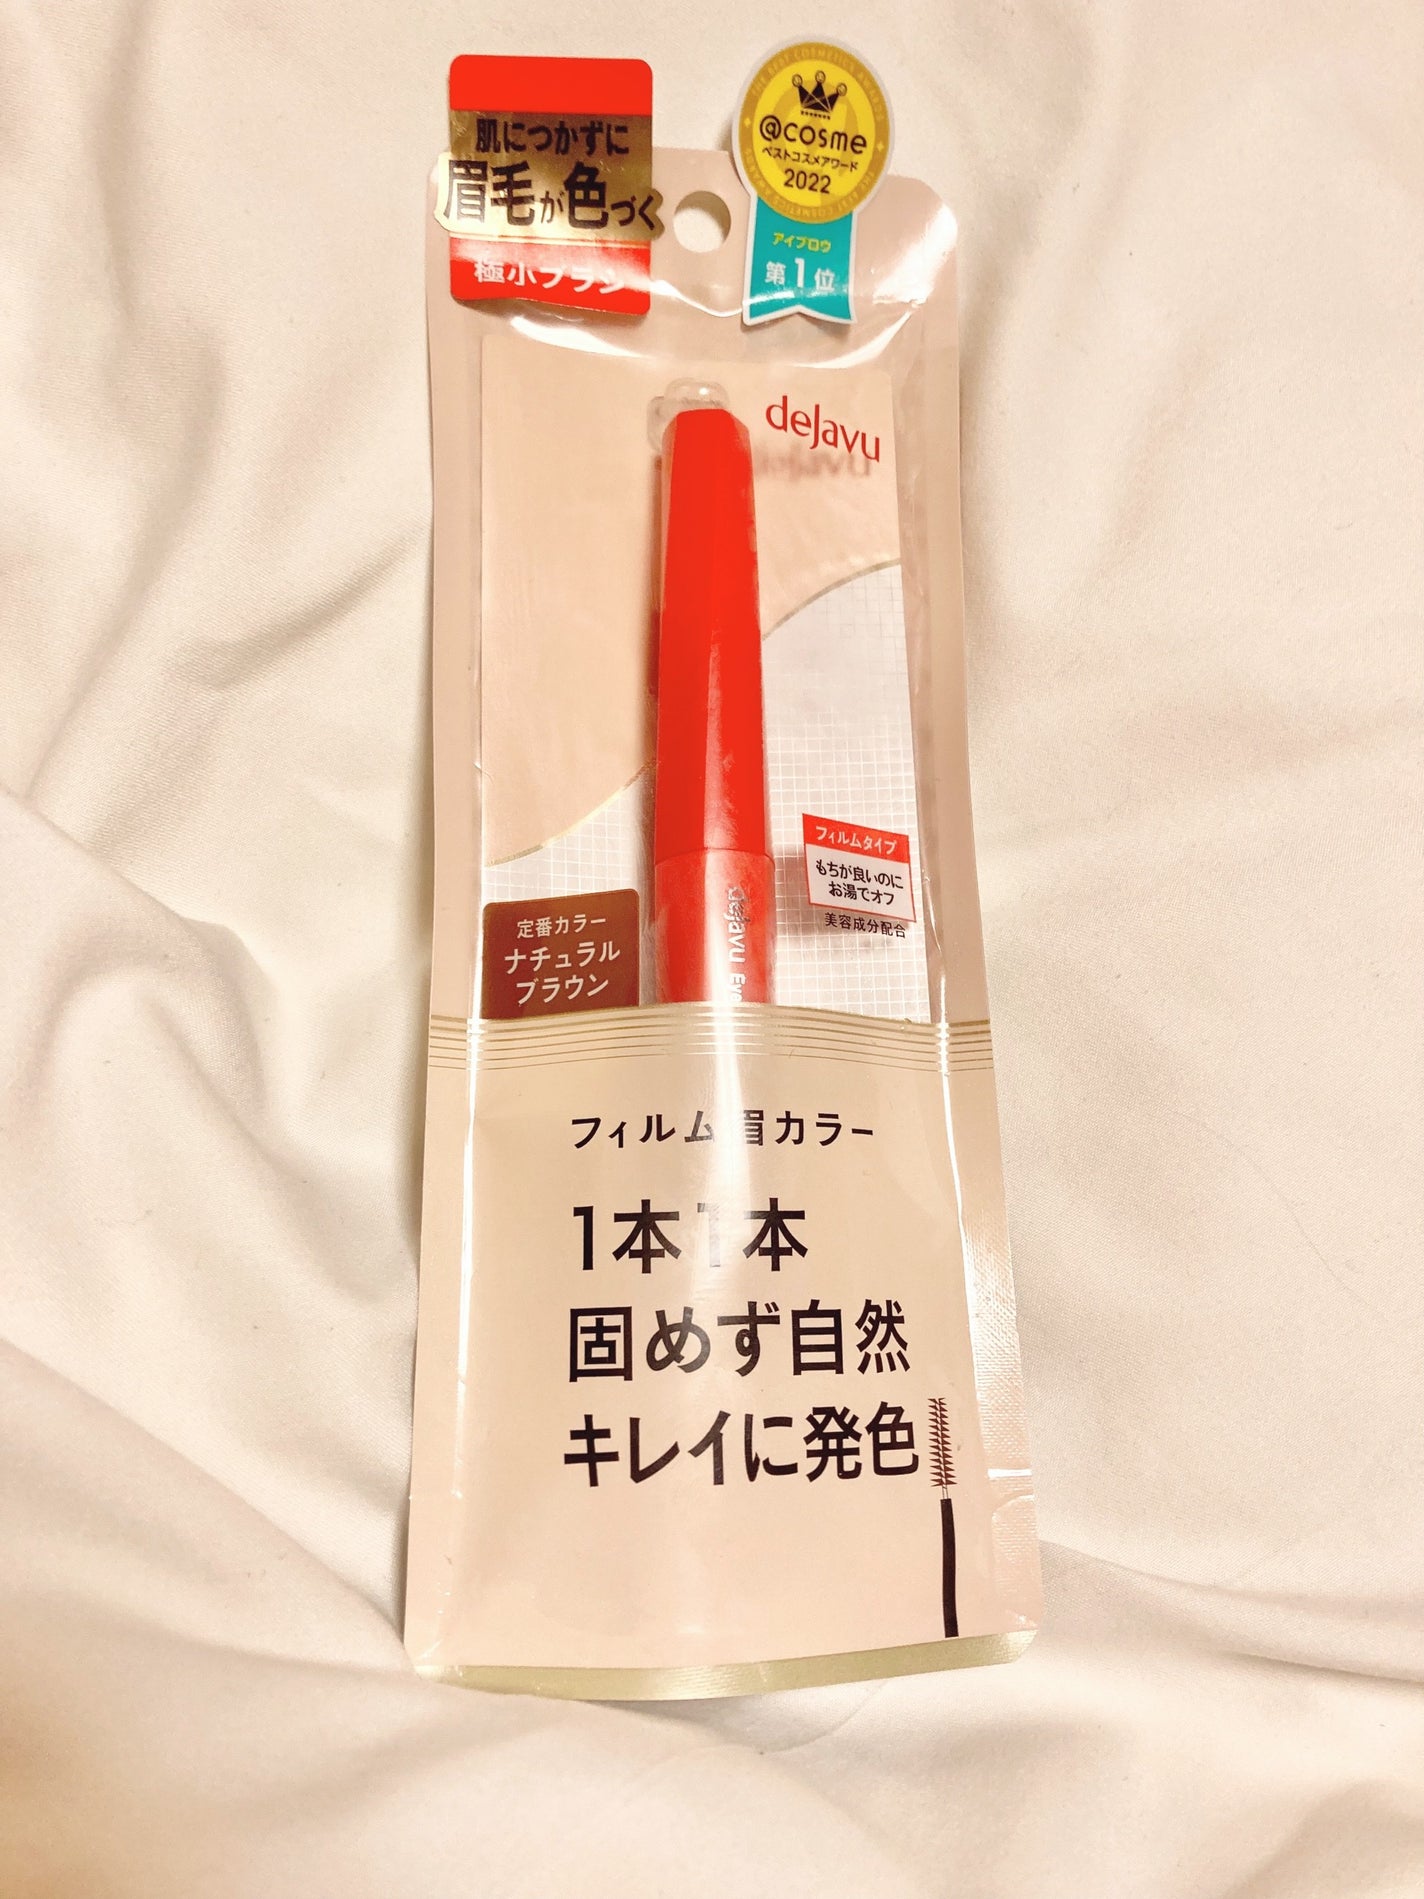 肌につかずに
眉毛が色づく
極小ブラシ
@cosme
ベストコスメアワード
2022
アイブロウ
第1位
deJavu
フィルムタイプ
もちが良いのに
お湯でオフ
美容成分配合
定番カラー
ナチュラル
ブラウン
deJavu Eye
フィルム眉カラー
1本1本
固めず自然
キレイに発色